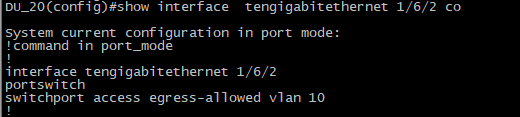 DU_20(config)#show interface  tengigabitethernet 1/6/2 co
System current configuration in port mode:
!command in port_mode
!
interface tengigabitethernet 1/6/2
portswitch
switchport access egress-allowed vlan 10
!